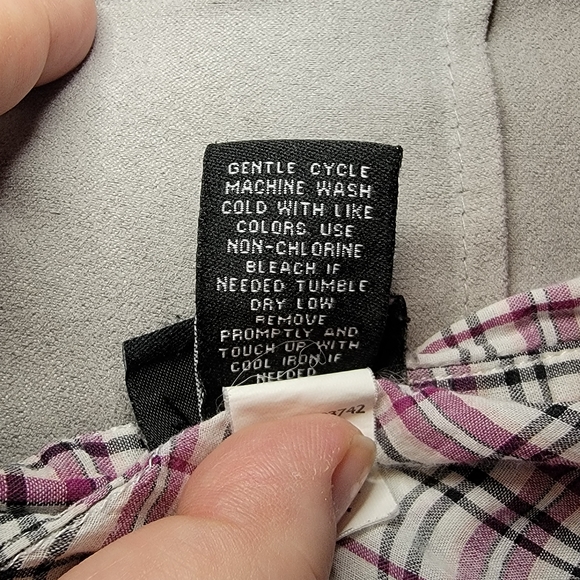 GENTLE CYCLE
MACHINE WASH
COLD WITH LIKE
COLORS USE
NON-CHLORINE
BLEACH IF
NEEDED TUMBLE
DRY LOW
REMOVE
PROMPTLY AND
TOUCH UP WITH
COOL IRON IF
NEEDED
3742